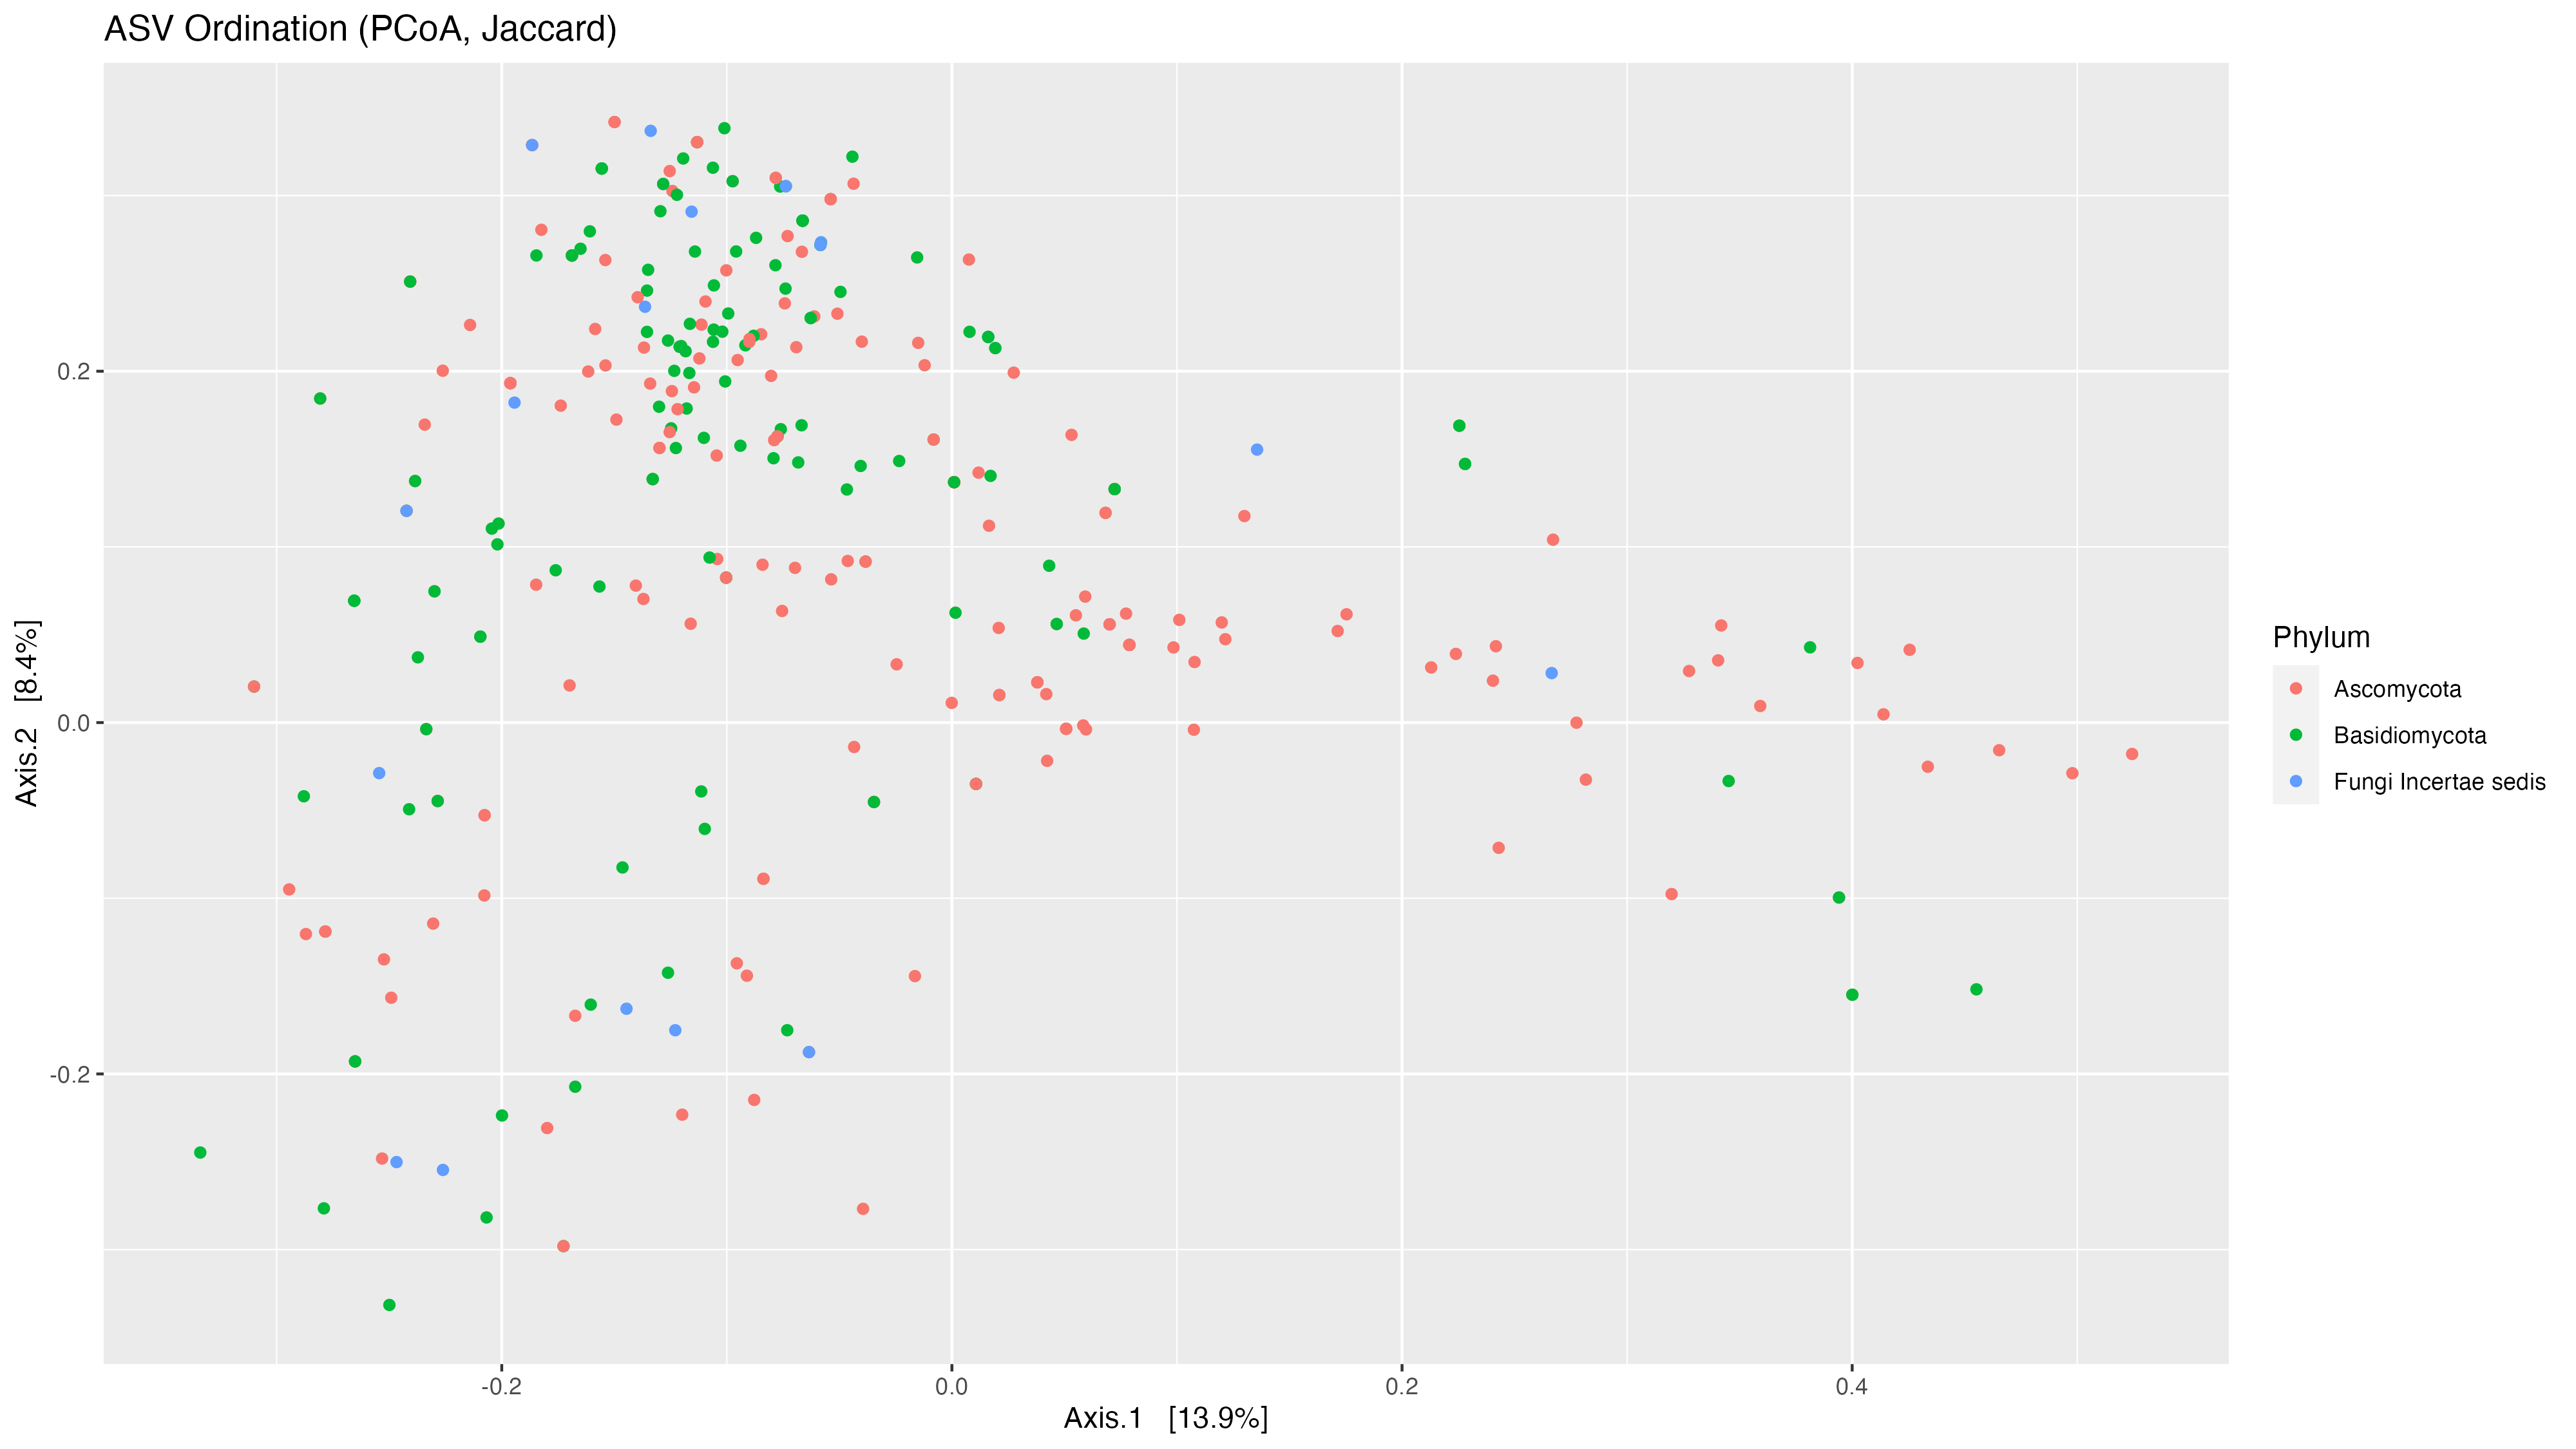 ASV Ordination (PCoA, Jaccard)
0.2
0.0
-0.2
Axis.2 [8.4%]
-0.2
0.0
0.2
0.4
Axis.1 [13.9%]
Phylum
Ascomycota
Basidiomycota
Fungi Incertae sedis